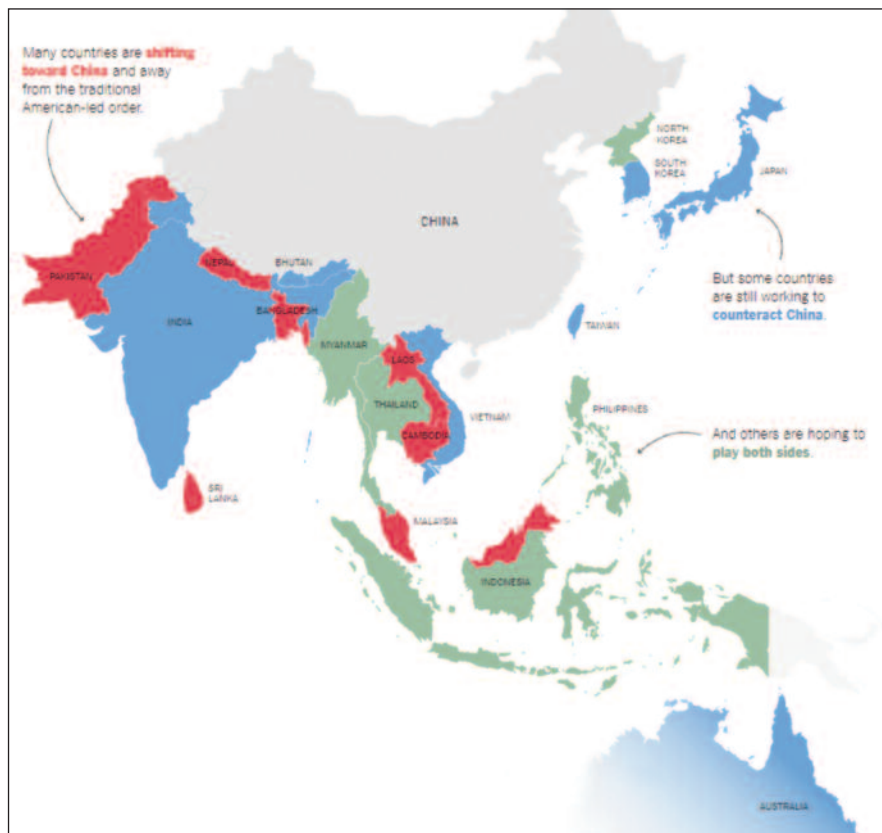 Many countries are shifting
toward China and away
from the traditional
American-led order.
NORTH
KOREA
SOUTH
KOREA
JAPAN
CHINA
PAKISTAN
NEPAL
BHUTAN
BANGLADESH
INDIA
MYANMAR
LAOS
THAILAND
CAMBODIA
VIETNAM
TAIWAN
But some countries
are still working to
counteract China.
PHILIPPINES
And others are hoping to
play both sides.
SRI
LANKA
MALAYSIA
INDONESIA
AUSTRALIA